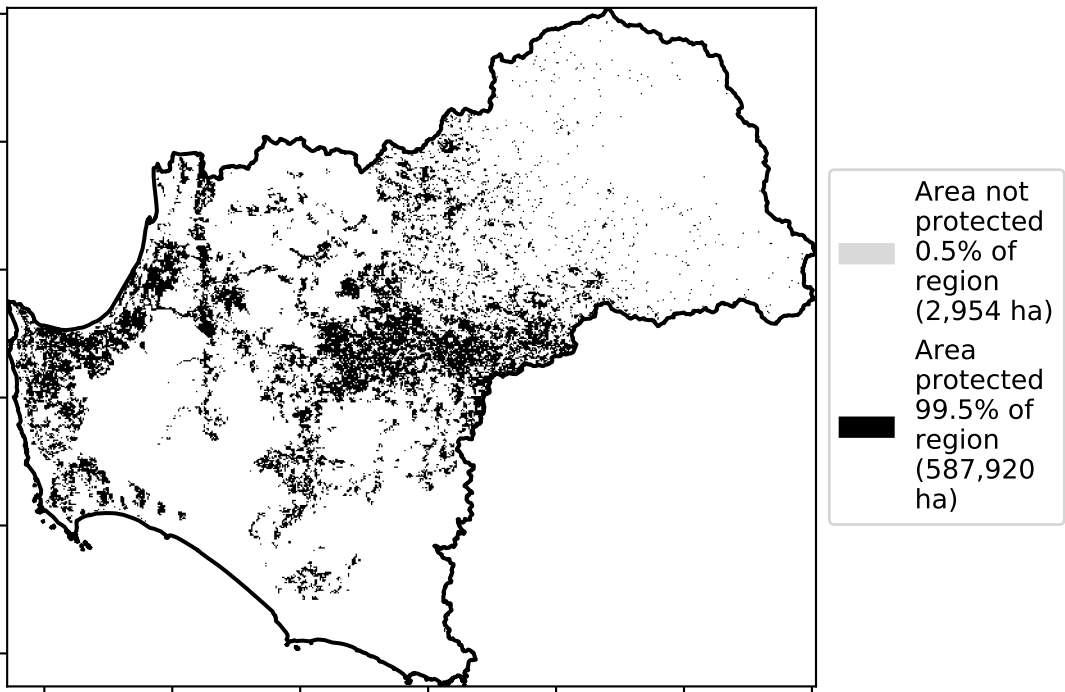 Area not
protected
0.5% of
region
(2,954 ha)
Area
protected
99.5% of
region
(587,920
ha)